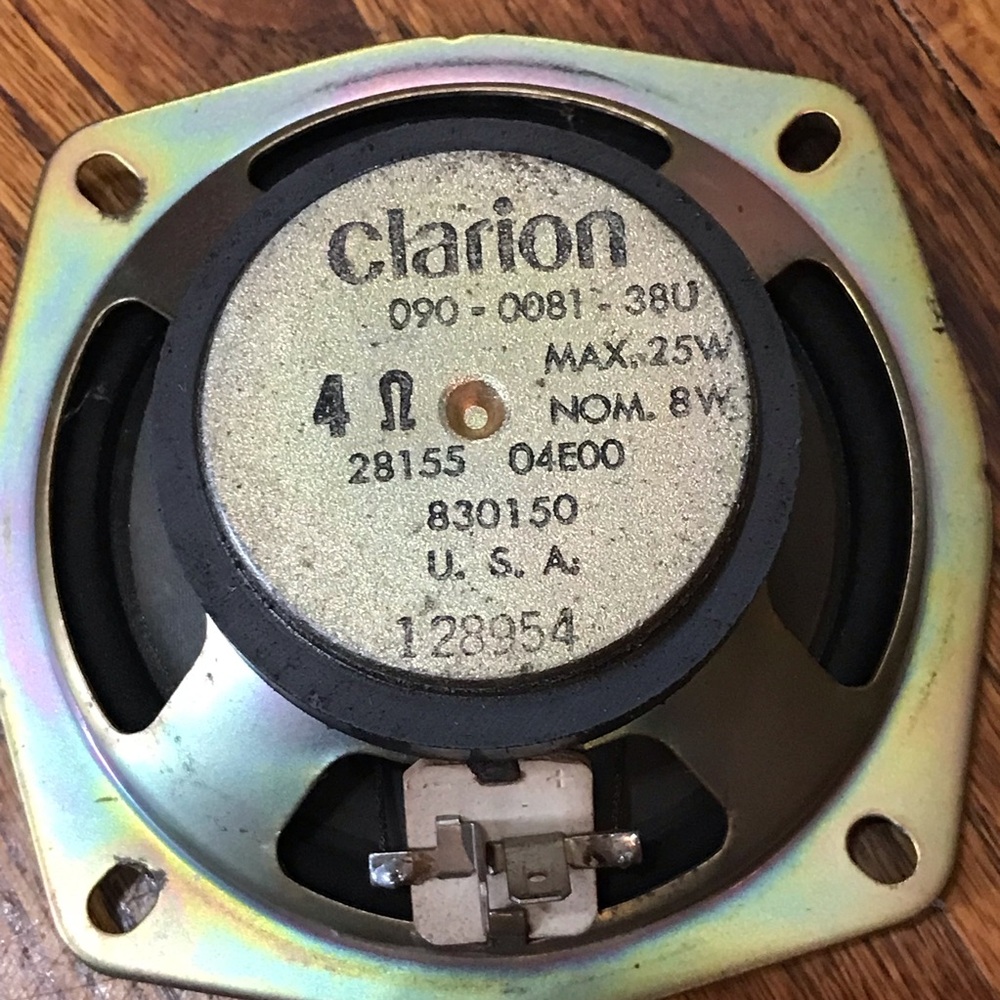 clarion
090-0081-38U
MAX. 25W
4 Ω NOM. 8W
28155 04E00
830150
U. S. A.
128954